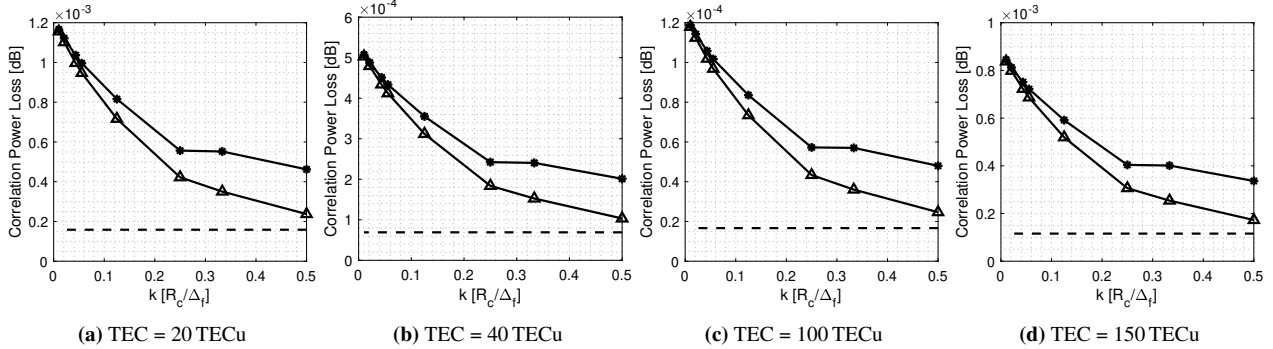 ×10^-3
1.2
1
0.8
0.6
0.4
0.2
0
Correlation Power Loss [dB]
0 0.1 0.2 0.3 0.4 0.5
k [R_c/Δ_f]
(a) TEC = 20 TECu
×10^-4
6
5
4
3
2
1
0
Correlation Power Loss [dB]
0 0.1 0.2 0.3 0.4 0.5
k [R_c/Δ_f]
(b) TEC = 40 TECu
×10^-4
1.2
1
0.8
0.6
0.4
0.2
0
Correlation Power Loss [dB]
0 0.1 0.2 0.3 0.4 0.5
k [R_c/Δ_f]
(c) TEC = 100 TECu
×10^-3
1
0.8
0.6
0.4
0.2
0
Correlation Power Loss [dB]
0 0.1 0.2 0.3 0.4 0.5
k [R_c/Δ_f]
(d) TEC = 150 TECu